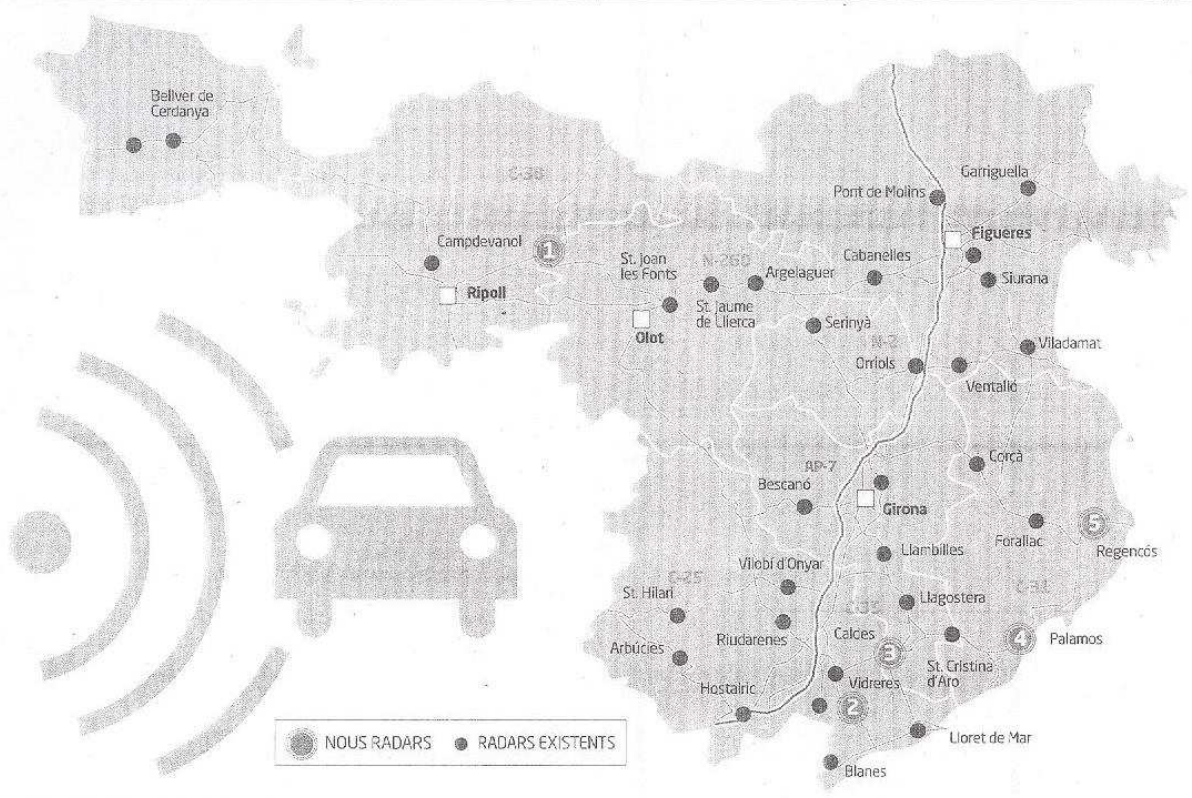 Bellver de
Cerdanya
C-38
Garriguella
Pont de Molins
Figueres
Campdevanol
1
St. Joan
les Fonts
N-260
Argelaguer
Cabanelles
Siurana
Ripoll
St. Jaume
de Llierca
Olot
Serinyà
N-2
Orriols
Viladamat
Ventalló
Corçà
AP-7
Bescanó
Girona
5
Forallac
Regencós
Llambilles
Vilobí d'Onyar
C-25
St. Hilari
C-31
Llagostera
C-35
Riudarenes
Caldes
4
Palamos
Arbúcies
3
St. Cristina
d'Aro
Hostalric
Vidreres
2
Lloret de Mar
Blanes
NOUS RADARS
RADARS EXISTENTS